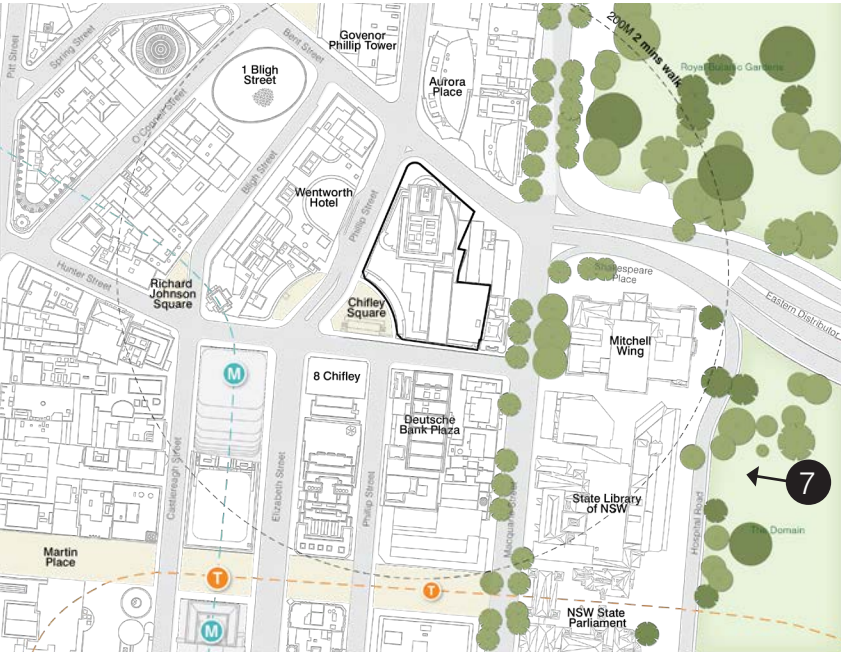 Govenor
Phillip Tower
Bent Street
Pitt Street
Spring Street
1 Bligh
Street
Aurora
Place
200M 2 mins walk
Royal Botanic Gardens
O'Connell Street
Bligh Street
Wentworth
Hotel
Phillip Street
Hunter Street
Richard
Johnson
Square
Chifley
Square
Shakespeare
Place
Eastern Distributor
Mitchell
Wing
M
8 Chifley
Deutsche
Bank Plaza
Castlereagh Street
Elizabeth Street
Phillip Street
Macquarie Street
State Library
of NSW
Hospital Road
7
The Domain
Martin
Place
T
T
M
NSW State
Parliament